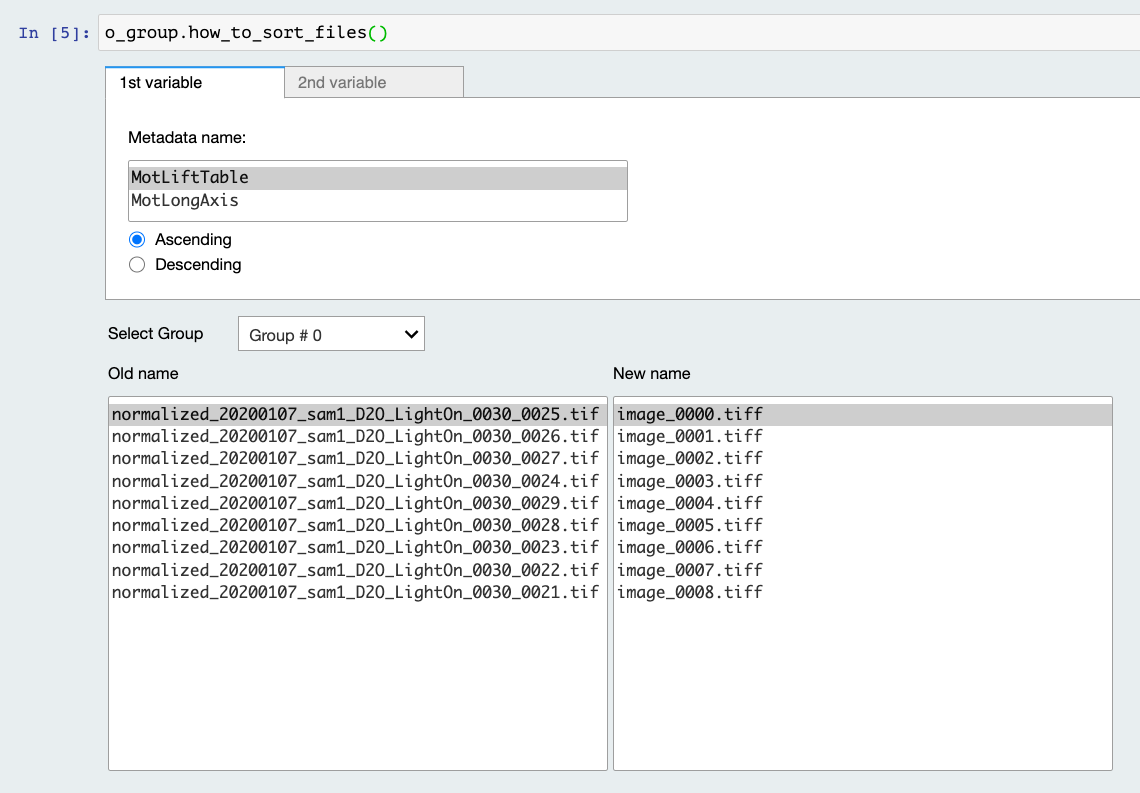 In [5]: o_group.how_to_sort_files()
1st variable 2nd variable
Metadata name:
MotLiftTable
MotLongAxis
Ascending
Descending
Select Group Group # 0
Old name New name
normalized_20200107_sam1_D2O_LightOn_0030_0025.tif image_0000.tiff
normalized_20200107_sam1_D2O_LightOn_0030_0026.tif image_0001.tiff
normalized_20200107_sam1_D2O_LightOn_0030_0027.tif image_0002.tiff
normalized_20200107_sam1_D2O_LightOn_0030_0024.tif image_0003.tiff
normalized_20200107_sam1_D2O_LightOn_0030_0029.tif image_0004.tiff
normalized_20200107_sam1_D2O_LightOn_0030_0028.tif image_0005.tiff
normalized_20200107_sam1_D2O_LightOn_0030_0023.tif image_0006.tiff
normalized_20200107_sam1_D2O_LightOn_0030_0022.tif image_0007.tiff
normalized_20200107_sam1_D2O_LightOn_0030_0021.tif image_0008.tiff